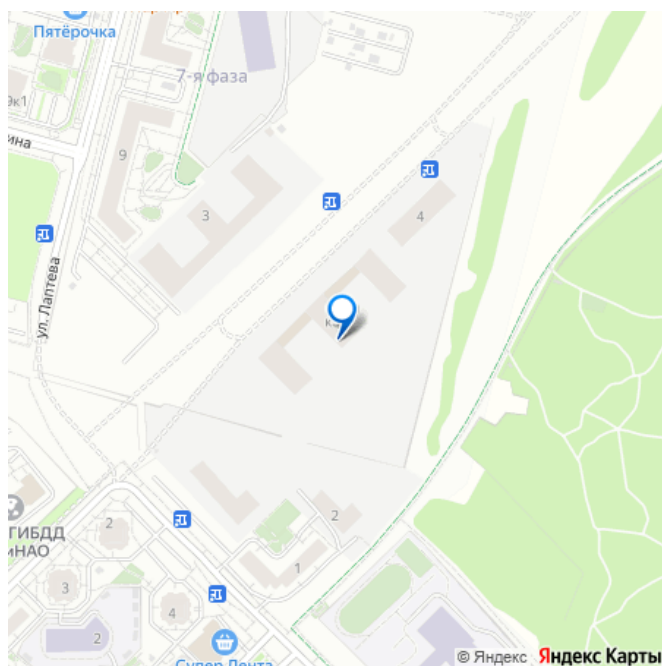 Пятёрочка
7-я фаза
9к1
ина
9
3
4
ул. Лаптева
ГИБДД
иНАО
2
2
1
3
4
2
Супер Лента
© Яндекс Яндекс Карты